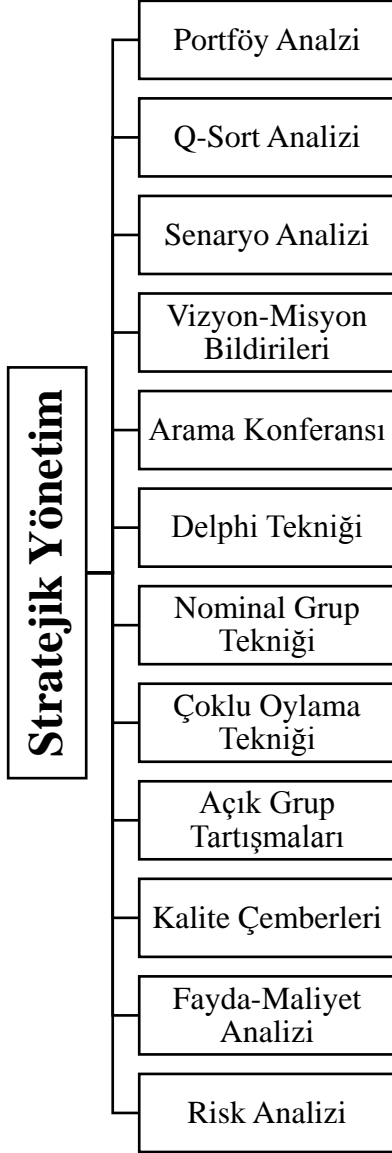 Stratejik Yönetim
Portföy Analzi
Q-Sort Analizi
Senaryo Analizi
Vizyon-Misyon
Bildirileri
Arama Konferansı
Delphi Tekniği
Nominal Grup
Tekniği
Çoklu Oylama
Tekniği
Açık Grup
Tartışmaları
Kalite Çemberleri
Fayda-Maliyet
Analizi
Risk Analizi